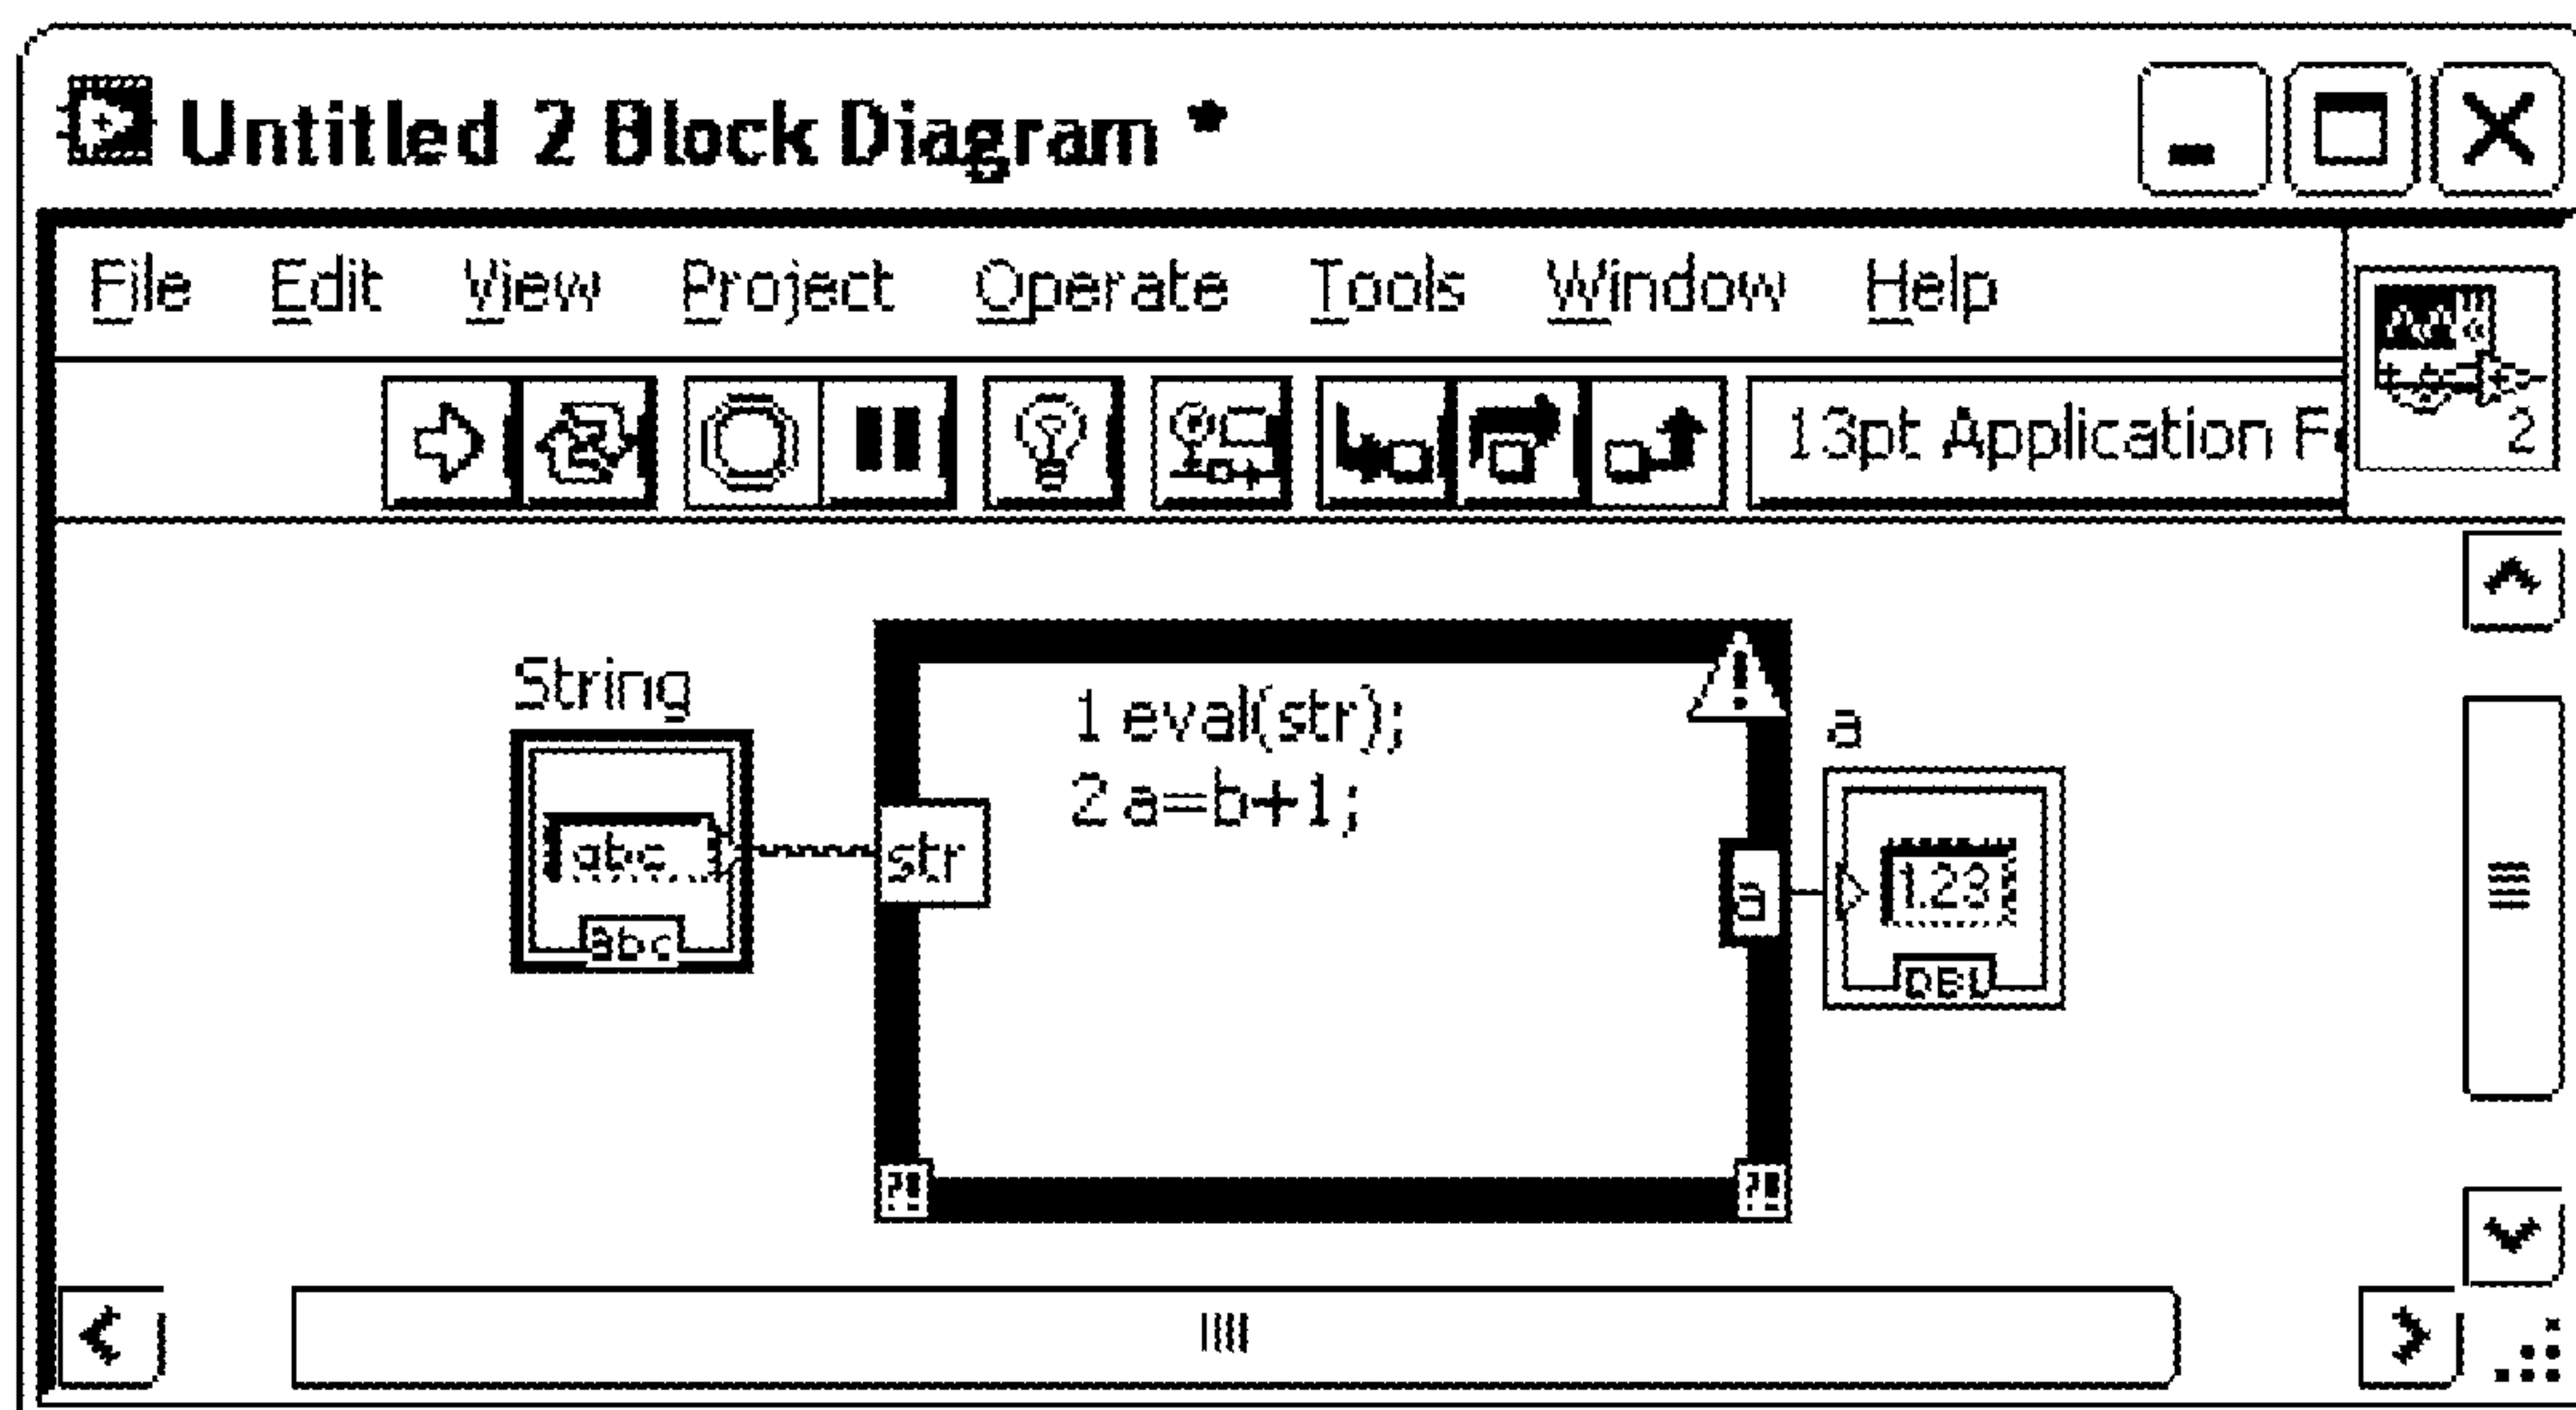 Untitled 2 Block Diagram *
File Edit View Project Operate Tools Window Help
13pt Application
2
String
1 eval(str);
2 a=b+1;
a
abc
str
1.23
a
abc
DBL
?!
?!